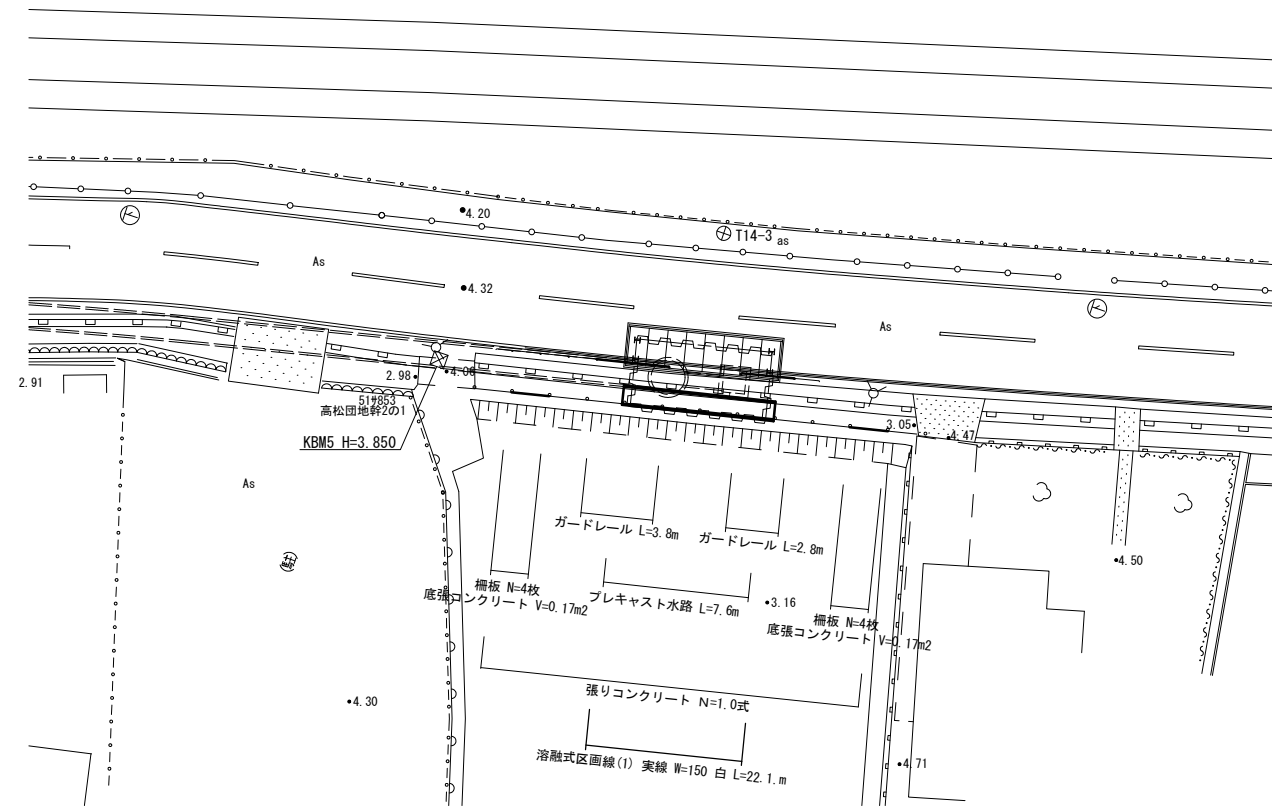 4.20
T14-3 as
As
4.32
As
2.91
2.98
4.06
51サ853
高松団地幹2の1
KBM5 H=3.850
3.05
4.47
As
ガードレール L=3.8m
ガードレール L=2.8m
4.50
柵板 N=4枚
底張コンクリート V=0.17m2
プレキャスト水路 L=7.6m
3.16
柵板 N=4枚
底張コンクリート V=0.17m2
張りコンクリート N=1.0式
4.30
溶融式区画線(1) 実線 W=150 白 L=22.1.m
4.71